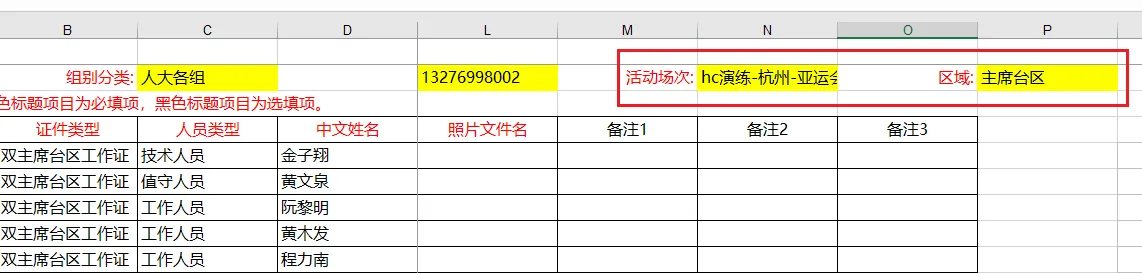 B C D L M N O P
组别分类: 人大各组 13276998002 活动场次: hc演练-杭州-亚运会 区域: 主席台区
色标题项目为必填项，黑色标题项目为选填项。
证件类型 人员类型 中文姓名 照片文件名 备注1 备注2 备注3
双主席台区工作证 技术人员 金子翔
双主席台区工作证 值守人员 黄文泉
双主席台区工作证 工作人员 阮黎明
双主席台区工作证 工作人员 黄木发
双主席台区工作证 工作人员 程力南